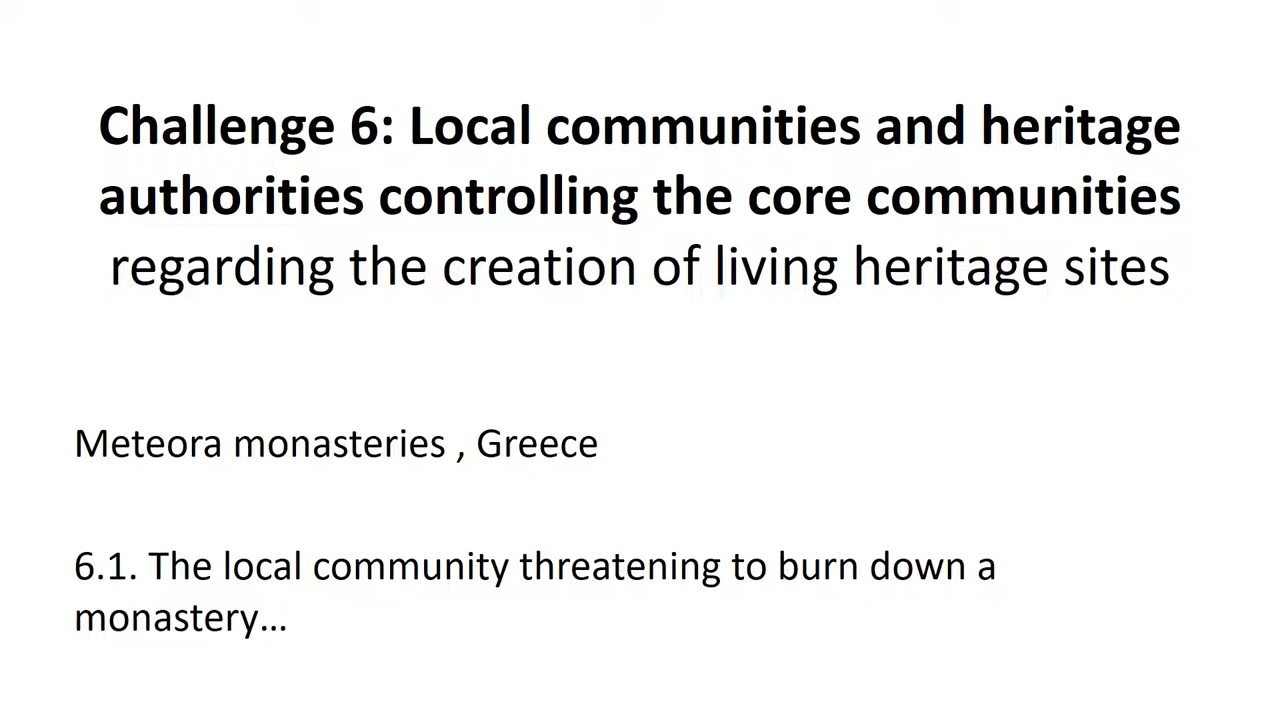 Challenge 6: Local communities and heritage
authorities controlling the core communities
regarding the creation of living heritage sites
Meteora monasteries , Greece
6.1. The local community threatening to burn down a
monastery…